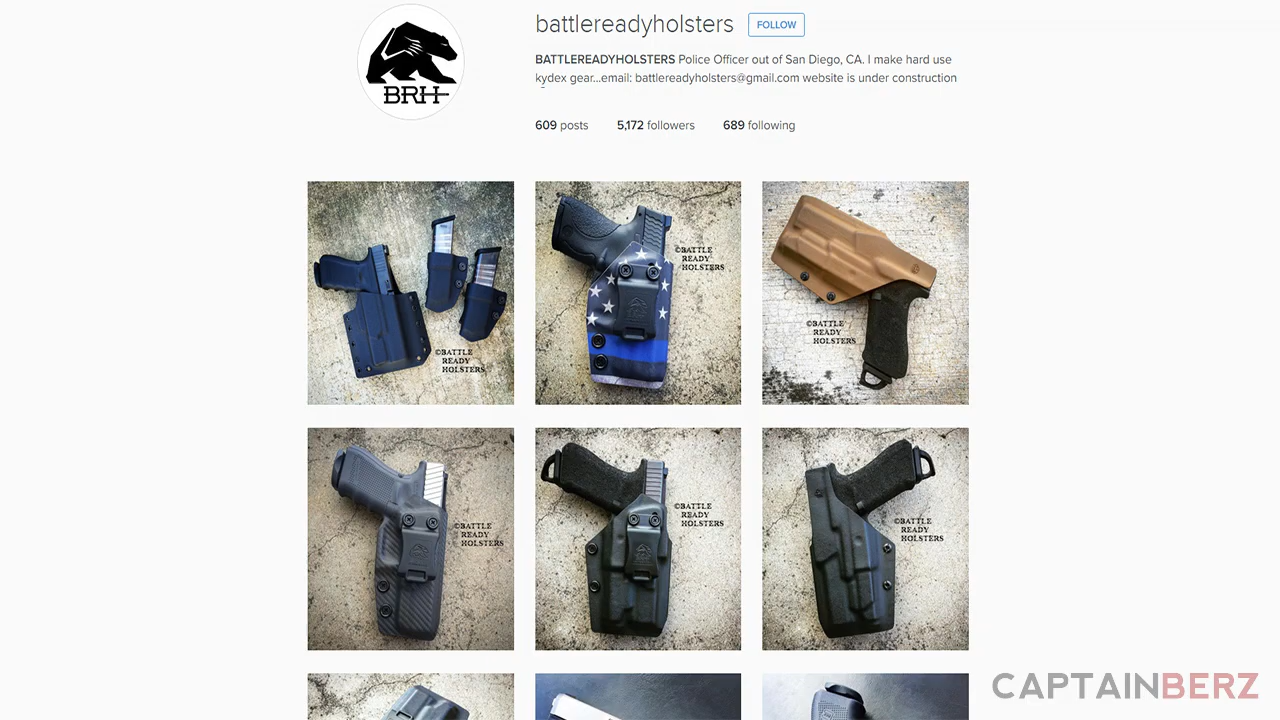 battlereadyholsters FOLLOW
BATTLEREADYHOLSTERS Police Officer out of San Diego, CA. I make hard use
kydex gear...email: battlereadyholsters@gmail.com website is under construction
BRH
609 posts 5,172 followers 689 following
©BATTLE
READY
HOLSTERS
©BATTLE
READY
HOLSTERS
©BATTLE
READY
HOLSTERS
©BATTLE
READY
HOLSTERS
©BATTLE
READY
HOLSTERS
©BATTLE
READY
HOLSTERS
CAPTAINBERZ